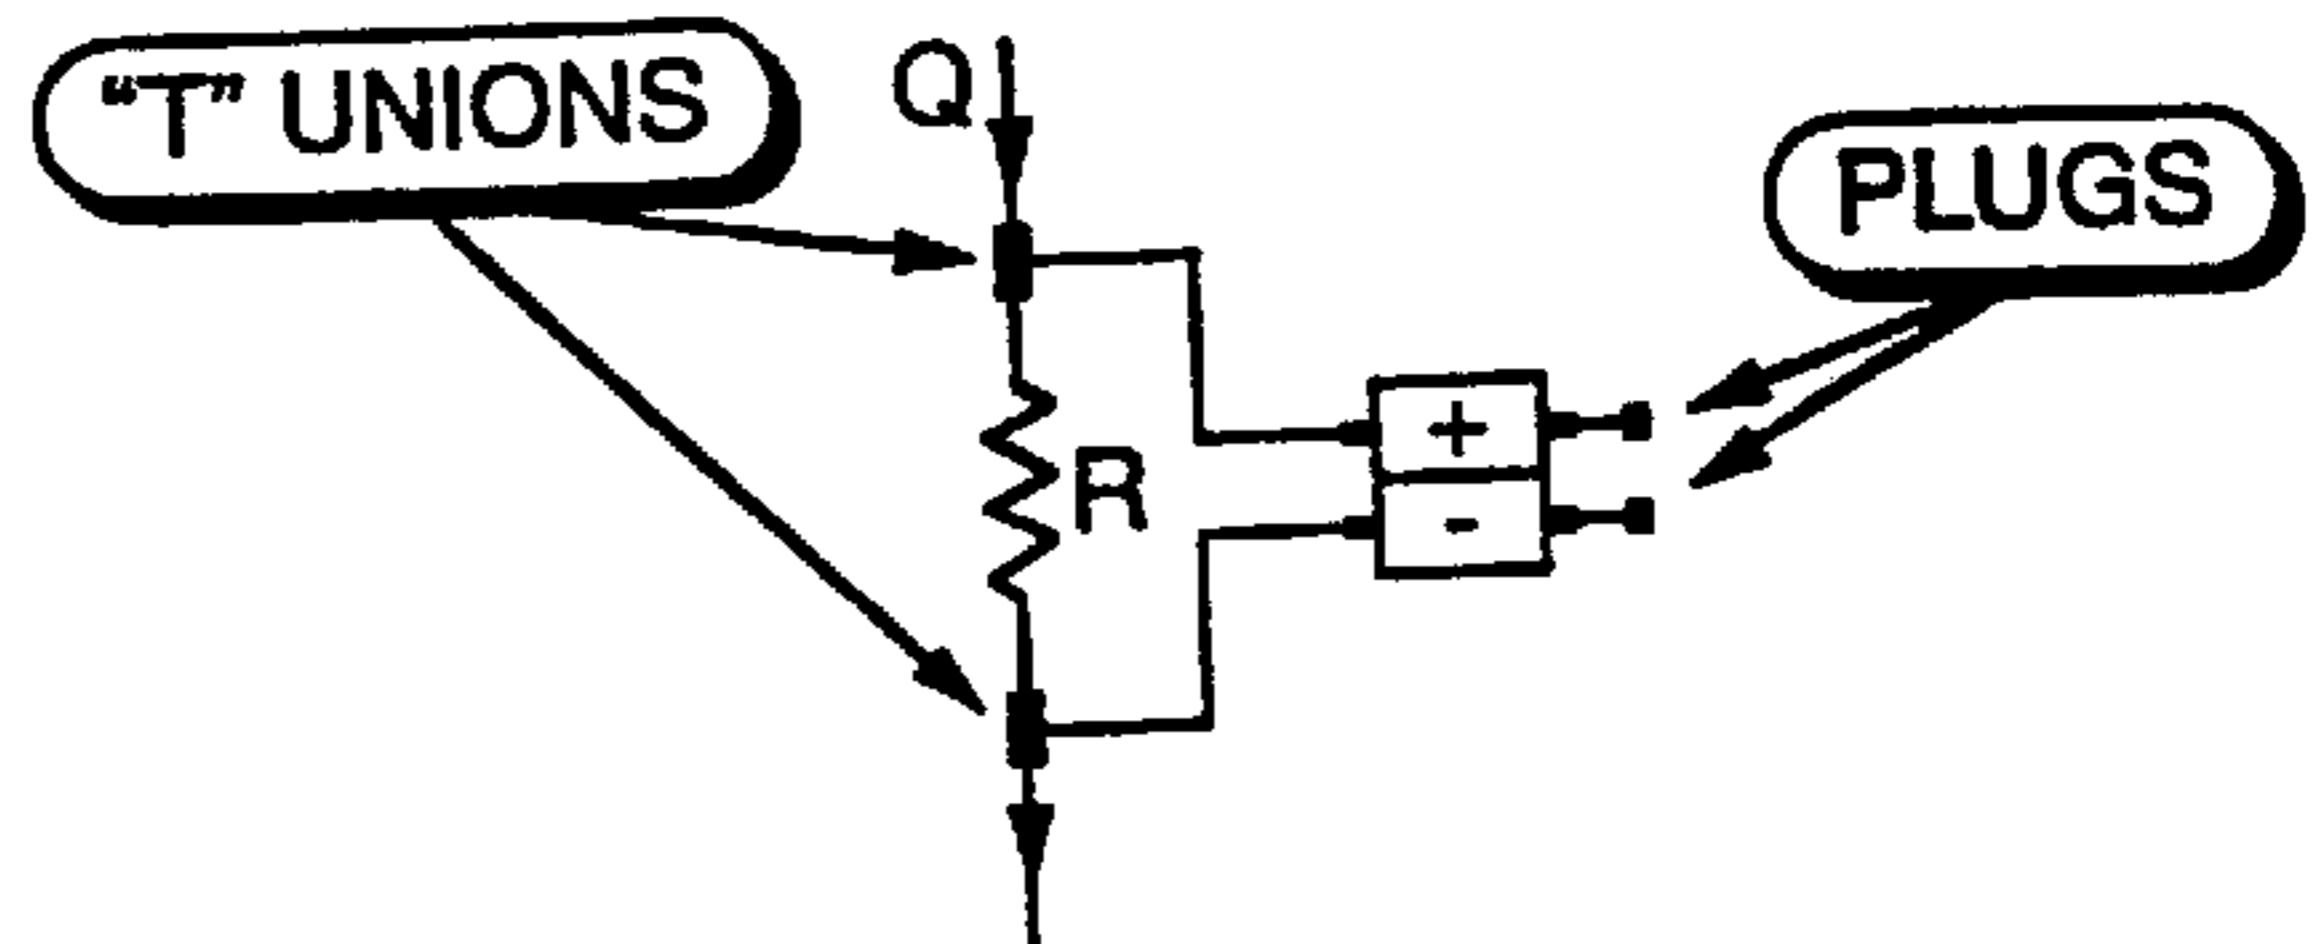 “T” UNIONS
Q
PLUGS
R
+
-